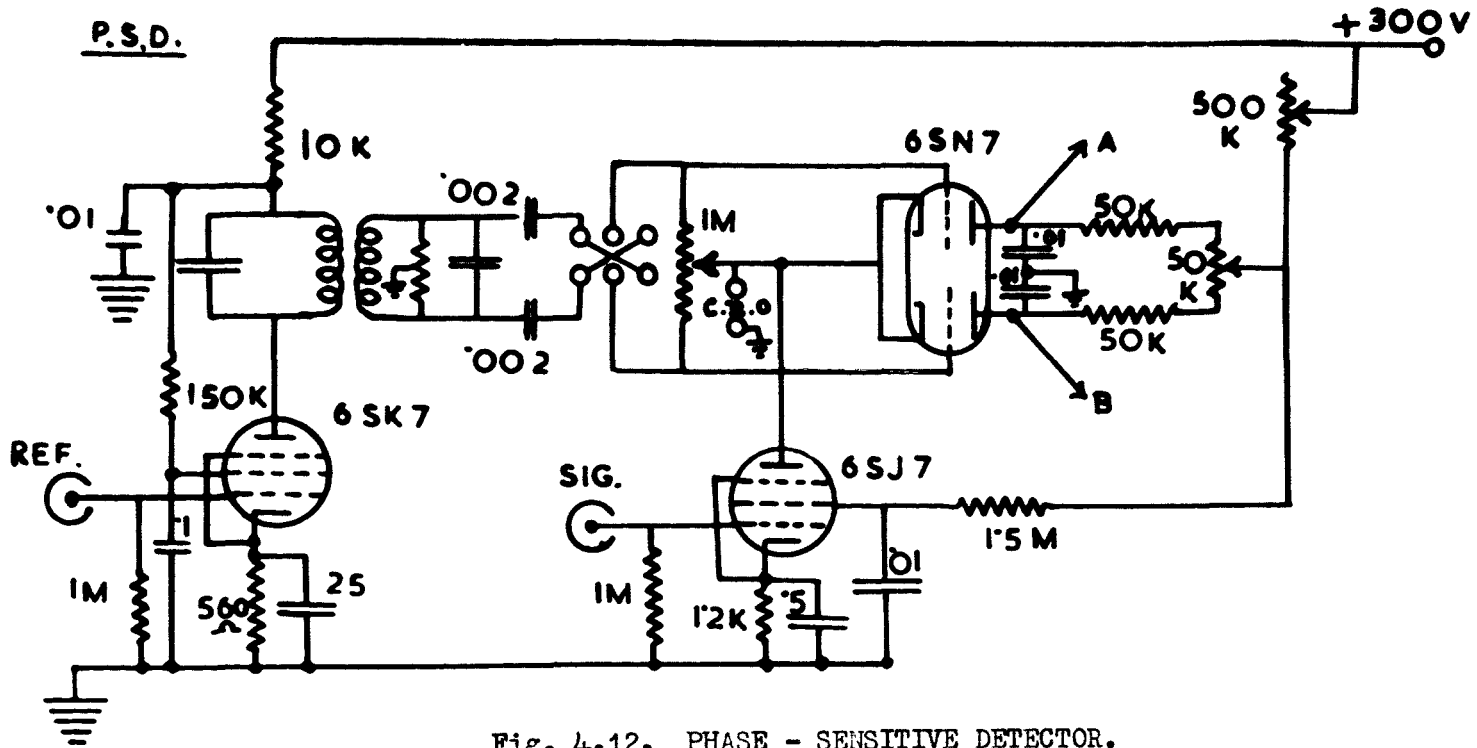 P.S.D.
+300V
500
K
10K
6SN7
A
.002
50K
.01
1M
.01
50
K
C.R.O
.01
50K
.002
B
150K
6SK7
REF.
SIG.
6SJ7
1.5M
.1
.01
1M
560
Ω
25
1M
1.2K
.5
Fig. 4.12. PHASE - SENSITIVE DETECTOR.